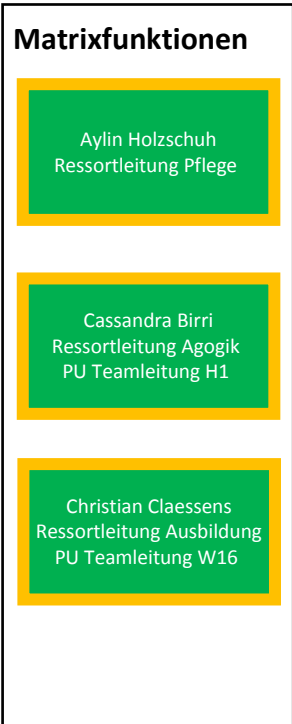 Matrixfunktionen
Aylin Holzschuh
Ressortleitung Pflege
Cassandra Birri
Ressortleitung Agogik
PU Teamleitung H1
Christian Claessens
Ressortleitung Ausbildung
PU Teamleitung W16